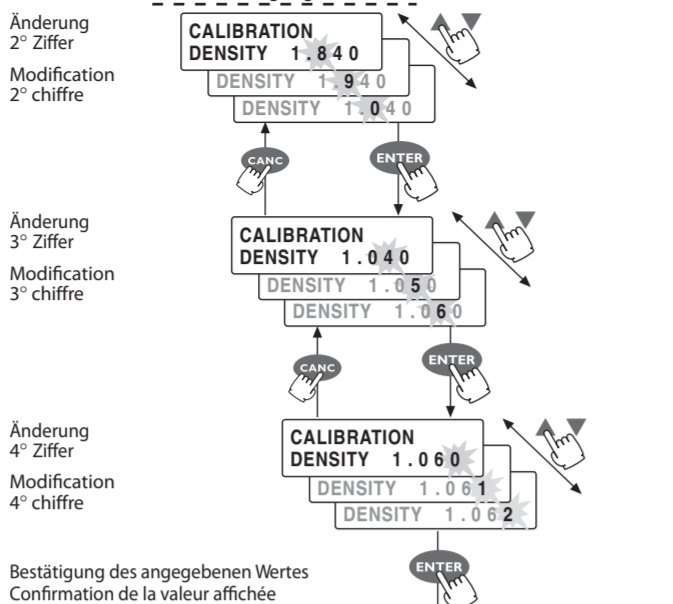 Änderung
2° Ziffer
Modification
2° chiffre
CALIBRATION
DENSITY 1.840
DENSITY 1.940
DENSITY 1.040
CANC
ENTER
Änderung
3° Ziffer
Modification
3° chiffre
CALIBRATION
DENSITY 1.040
DENSITY 1.050
DENSITY 1.060
CANC
ENTER
Änderung
4° Ziffer
Modification
4° chiffre
CALIBRATION
DENSITY 1.060
DENSITY 1.061
DENSITY 1.062
ENTER
Bestätigung des angegebenen Wertes
Confirmation de la valeur affichée